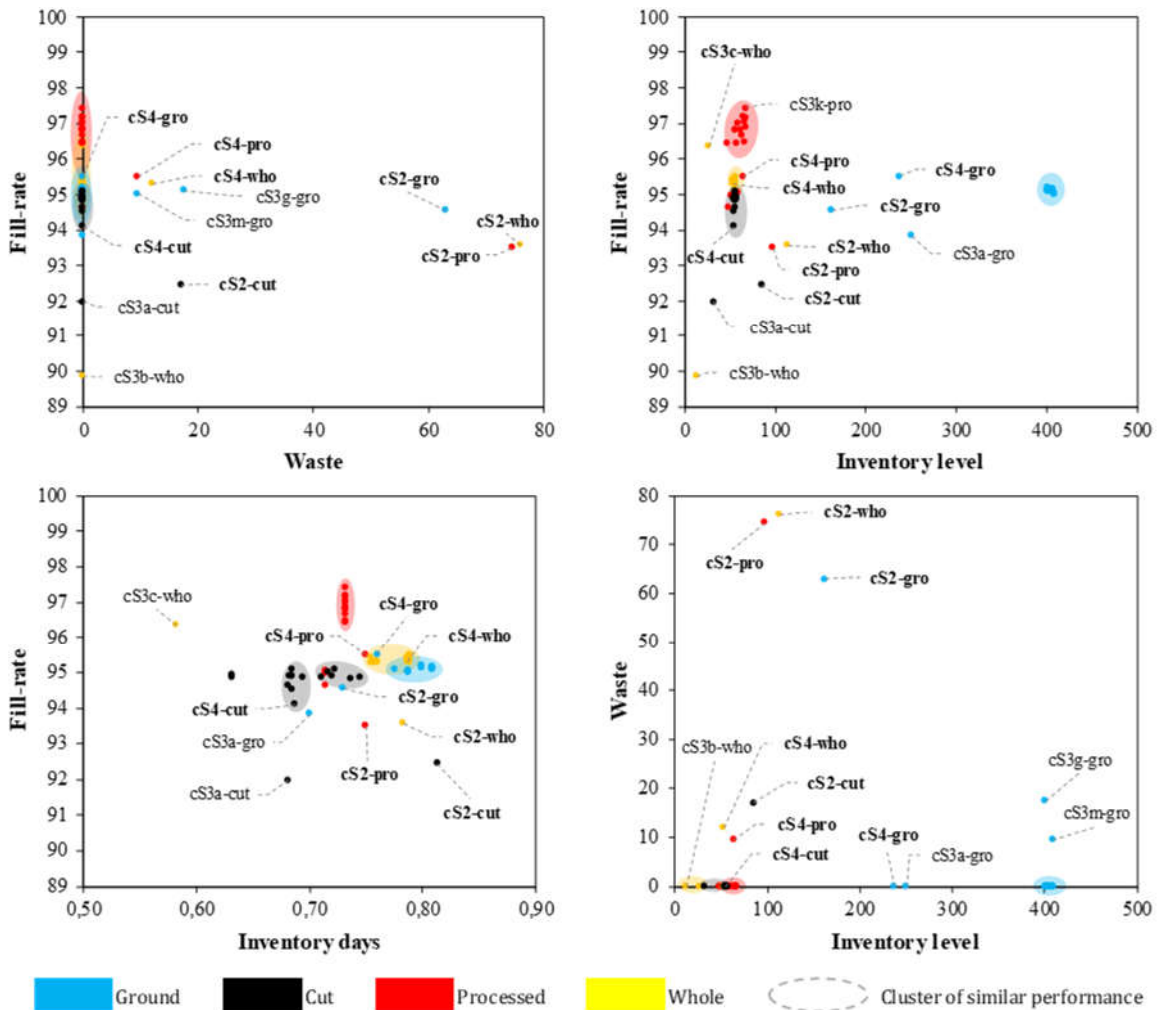 100
99
98
97
96
95
94
93
92
91
90
89
Fill-rate
cS4-gro
cS4-pro
cS4-who
cS3g-gro
cS3m-gro
cS2-gro
cS2-who
cS2-pro
cS4-cut
cS2-cut
cS3a-cut
cS3b-who
0 20 40 60 80
Waste
100
99
98
97
96
95
94
93
92
91
90
89
Fill-rate
cS3c-who
cS3k-pro
cS4-pro
cS4-gro
cS4-who
cS2-gro
cS4-cut
cS2-who
cS3a-gro
cS2-pro
cS2-cut
cS3a-cut
cS3b-who
0 100 200 300 400 500
Inventory level
100
99
98
97
96
95
94
93
92
91
89
Fill-rate
cS3c-who
cS4-gro
cS4-pro
cS4-who
cS4-cut
cS2-gro
cS3a-gro
cS2-who
cS2-pro
cS3a-cut
cS2-cut
0,50 0,60 0,70 0,80 0,90
Inventory days
80
70
60
50
40
30
20
10
0
Waste
cS2-who
cS2-pro
cS2-gro
cS3b-who
cS4-who
cS2-cut
cS3g-gro
cS4-pro
cS4-gro
cS3m-gro
cS4-cut
cS3a-gro
0 100 200 300 400 500
Inventory level
Ground Cut Processed Whole Cluster of similar performance